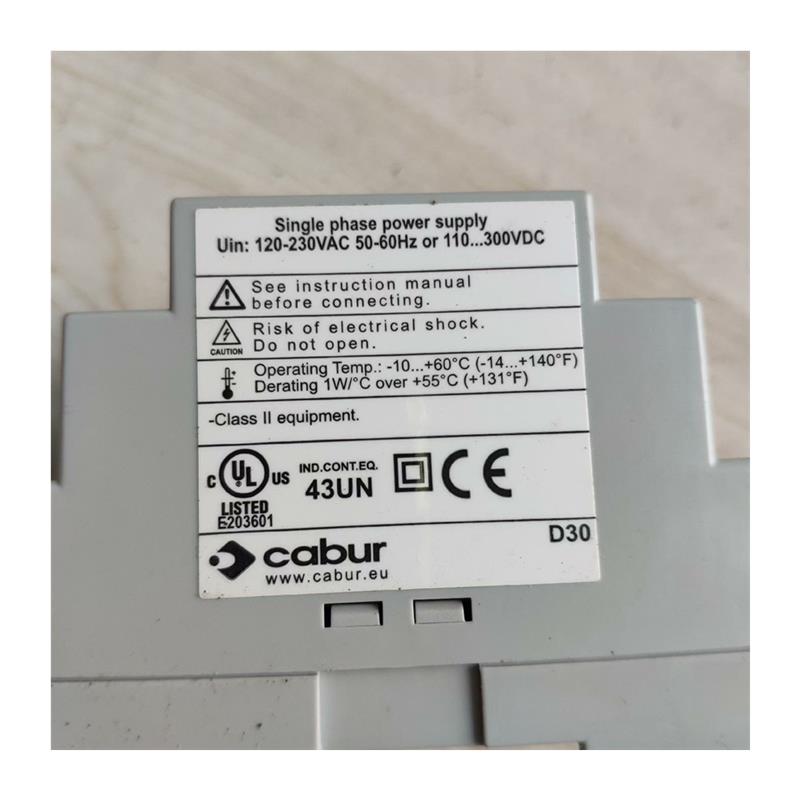 Single phase power supply
Uin: 120-230VAC 50-60Hz or 110...300VDC
See instruction manual
before connecting.
Risk of electrical shock.
Do not open.
CAUTION
Operating Temp.: -10...+60°C (-14...+140°F)
Derating 1W/°C over +55°C (+131°F)
-Class II equipment.
C UL US
LISTED
E203601
IND.CONT.EQ.
43UN
CE
D30
cabur
www.cabur.eu